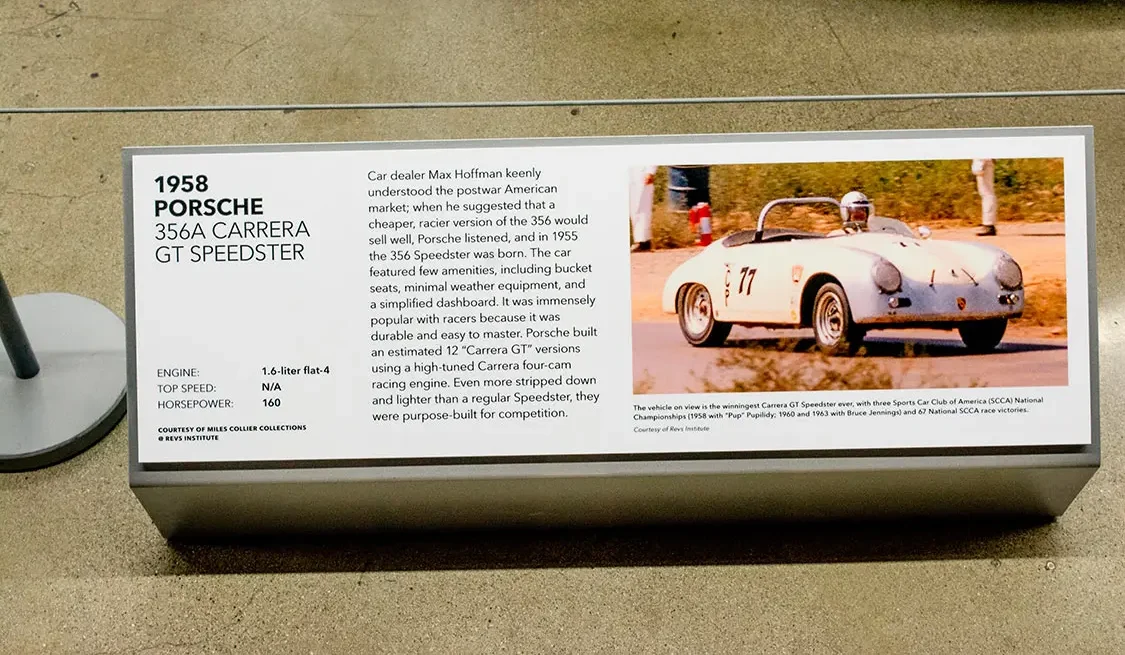 1958
PORSCHE
356A CARRERA
GT SPEEDSTER
ENGINE: 1.6-liter flat-4
TOP SPEED: N/A
HORSEPOWER: 160
COURTESY OF MILES COLLIER COLLECTIONS
@ REVS INSTITUTE
Car dealer Max Hoffman keenly
understood the postwar American
market; when he suggested that a
cheaper, racier version of the 356 would
sell well, Porsche listened, and in 1955
the 356 Speedster was born. The car
featured few amenities, including bucket
seats, minimal weather equipment, and
a simplified dashboard. It was immensely
popular with racers because it was
durable and easy to master. Porsche built
an estimated 12 “Carrera GT” versions
using a high-tuned Carrera four-cam
racing engine. Even more stripped down
and lighter than a regular Speedster, they
were purpose-built for competition.
77
The vehicle on view is the winningest Carrera GT Speedster ever, with three Sports Car Club of America (SCCA) National
Championships (1958 with “Pup” Pupilidy; 1960 and 1963 with Bruce Jennings) and 67 National SCCA race victories.
Courtesy of Revs Institute